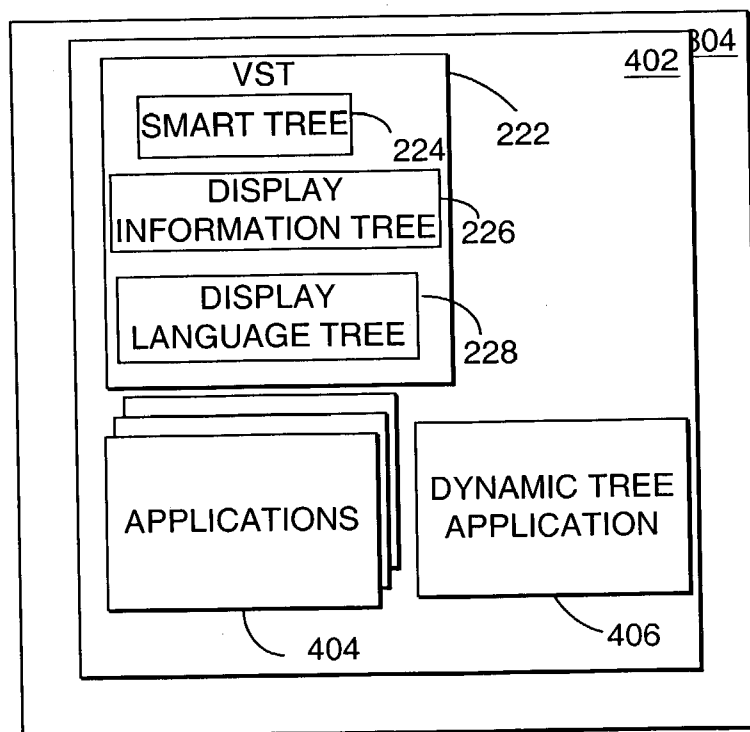 VST
402
304
SMART TREE
224
222
DISPLAY
INFORMATION TREE
226
DISPLAY
LANGUAGE TREE
228
APPLICATIONS
DYNAMIC TREE
APPLICATION
404
406